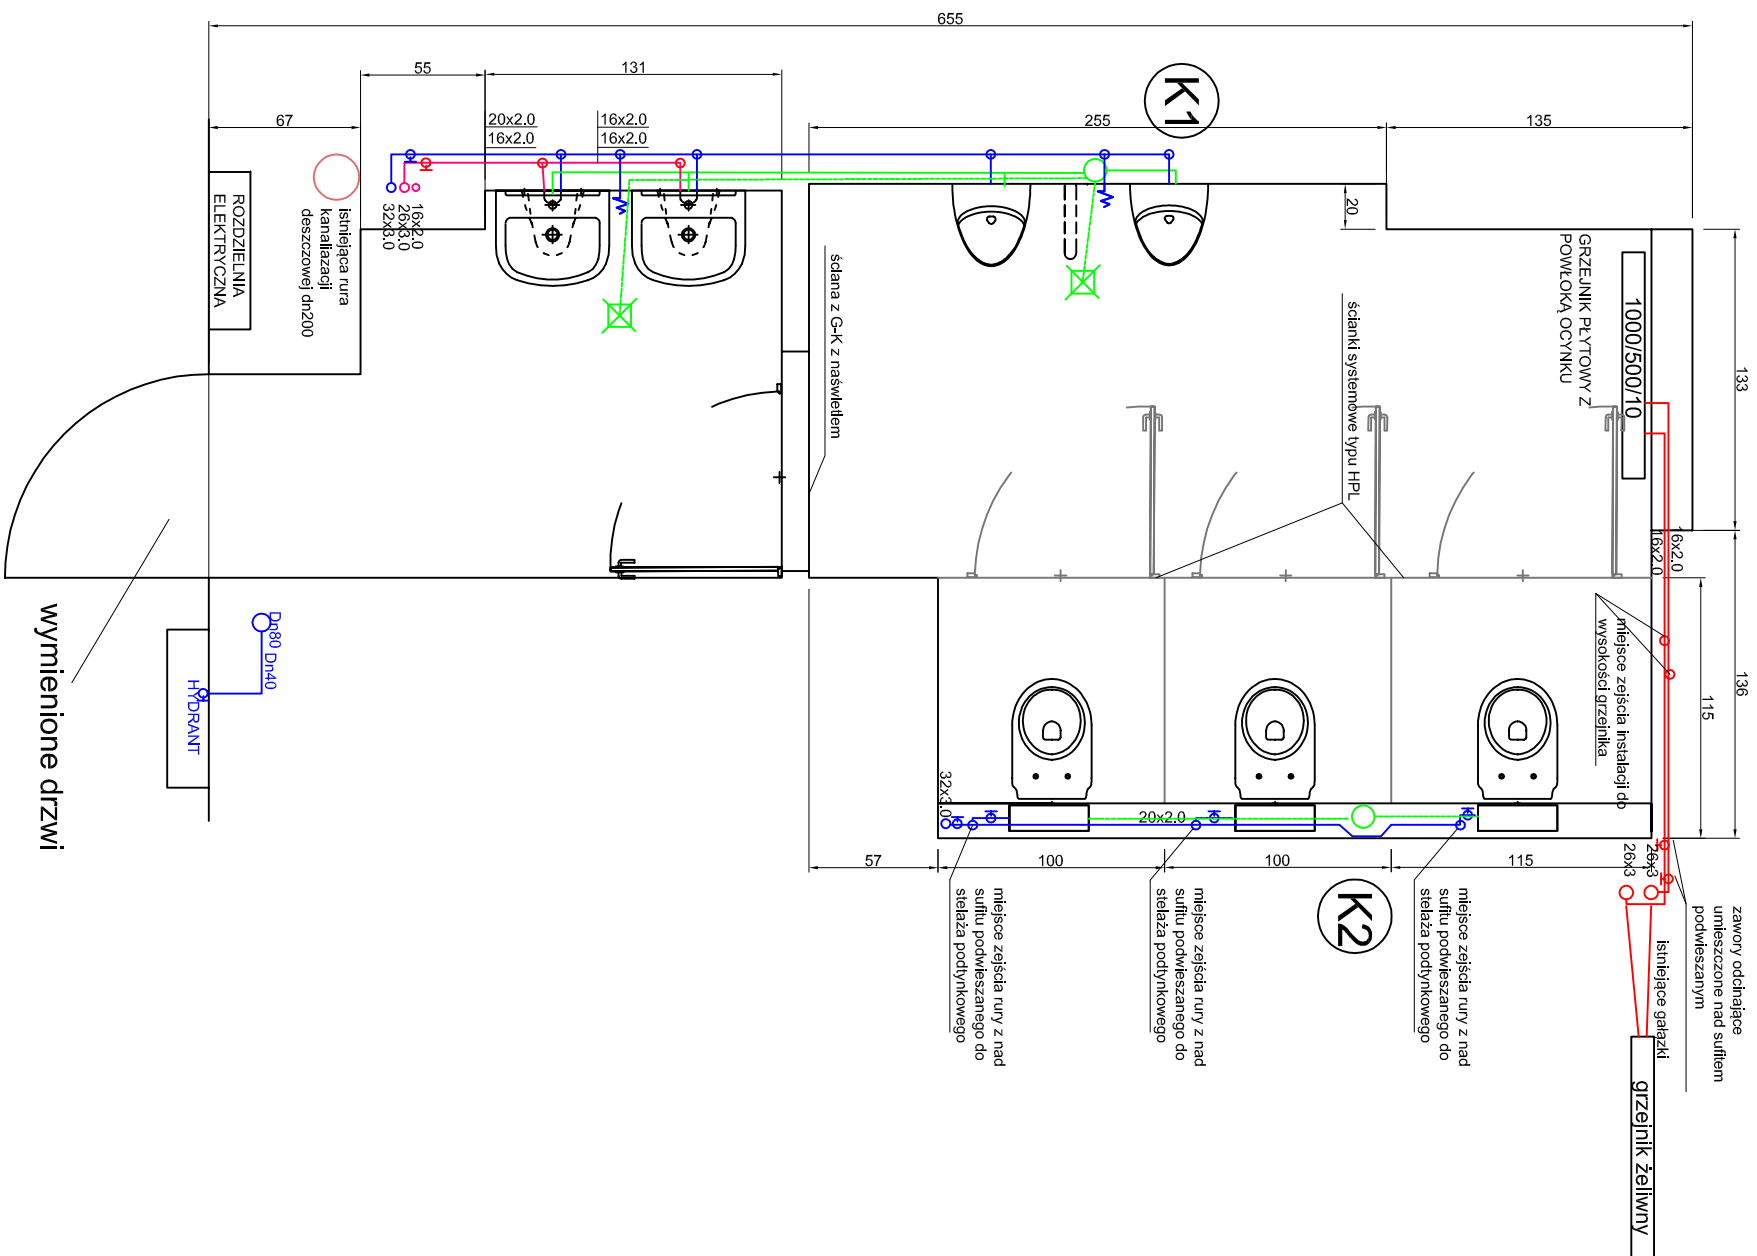 655
55
131
67
255
135
K1
20x2.0
16x2.0
16x2.0
16x2.0
20
133
136
115
ROZDZIELNIA
ELEKTRYCZNA
istniejąca rura
kanaliazacji
deszczowej dn200
16x2.0
26x3.0
32x3.0
ściana z G-K z naświetlem
ścianki systemowe typu HPL
GRZEJNIK PŁYTOWY Z
POWŁOKĄ OCYNKU
1000/500/10
16x2.0
16x2.0
miejsce zejścia instalacji do
wysokości grzejnika
wymienione drzwi
Dn80
Dn40
HYDRANT
32x3.0
20x2.0
57
100
100
115
K2
26x3
26x3
miejsce zejścia rury z nad
sufitu podwieszanego do
stelaża podtynkowego
miejsce zejścia rury z nad
sufitu podwieszanego do
stelaża podtynkowego
miejsce zejścia rury z nad
sufitu podwieszanego do
stelaża podtynkowego
zawory odcinające
umieszczone nad sufitem
podwieszanym
istniejące gałazki
grzejnik żeliwny